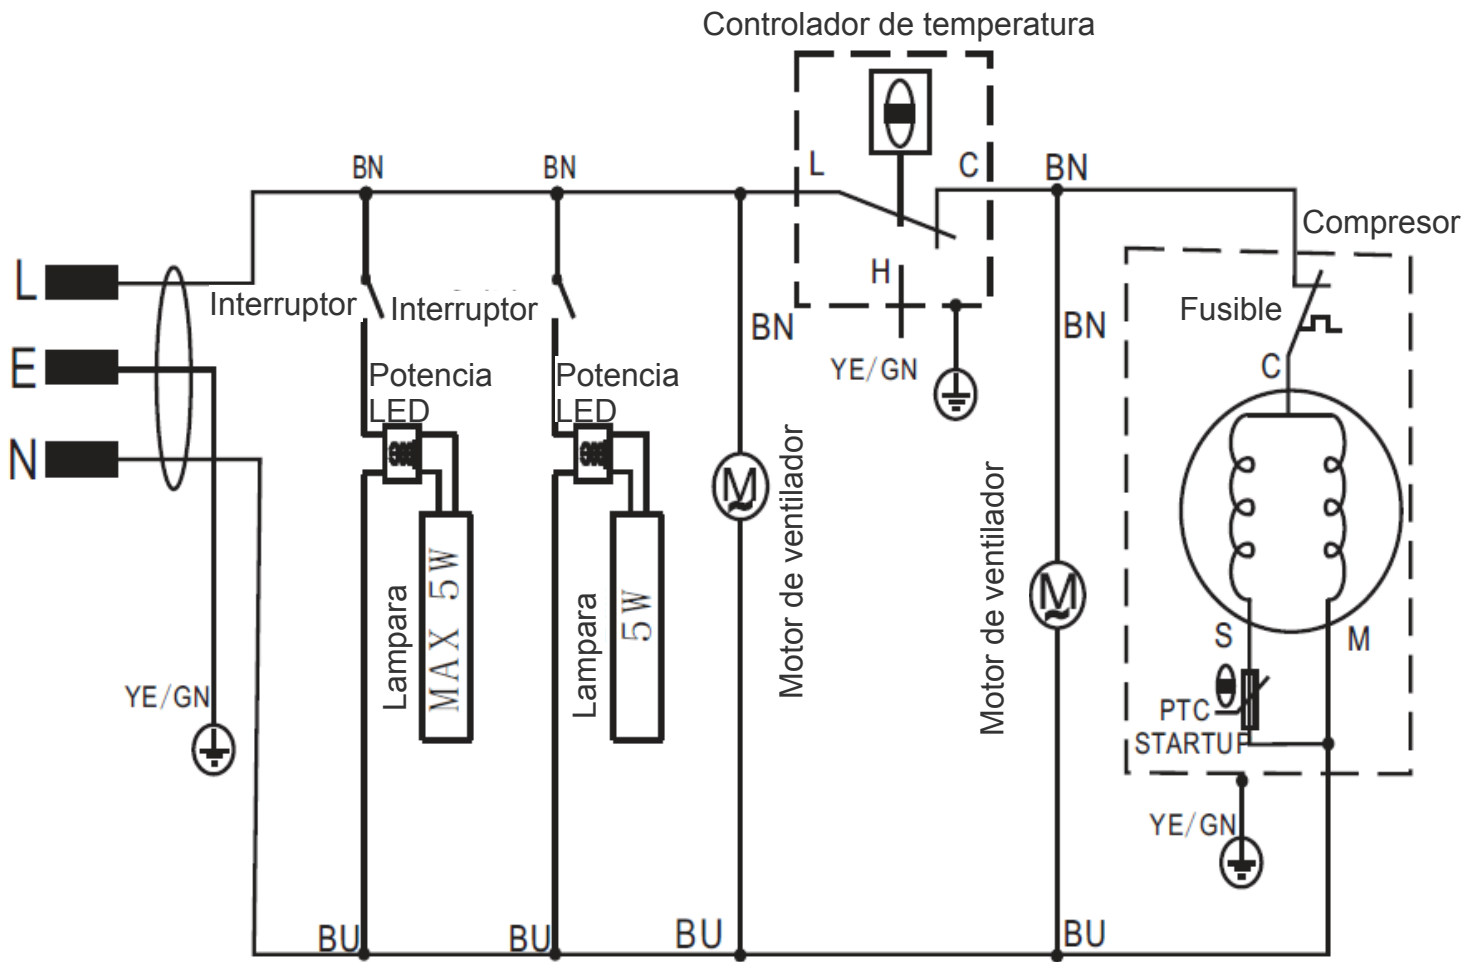 Controlador de temperatura
BN
BN
L
C
BN
Compresor
L
Interruptor
Interruptor
H
BN
BN
Fusible
E
Potencia
LED
Potencia
LED
YE/GN
C
N
M
Motor de ventilador
M
Motor de ventilador
Lampara
MAX 5W
Lampara
5W
S
M
YE/GN
PTC
STARTUP
YE/GN
BU
BU
BU
BU